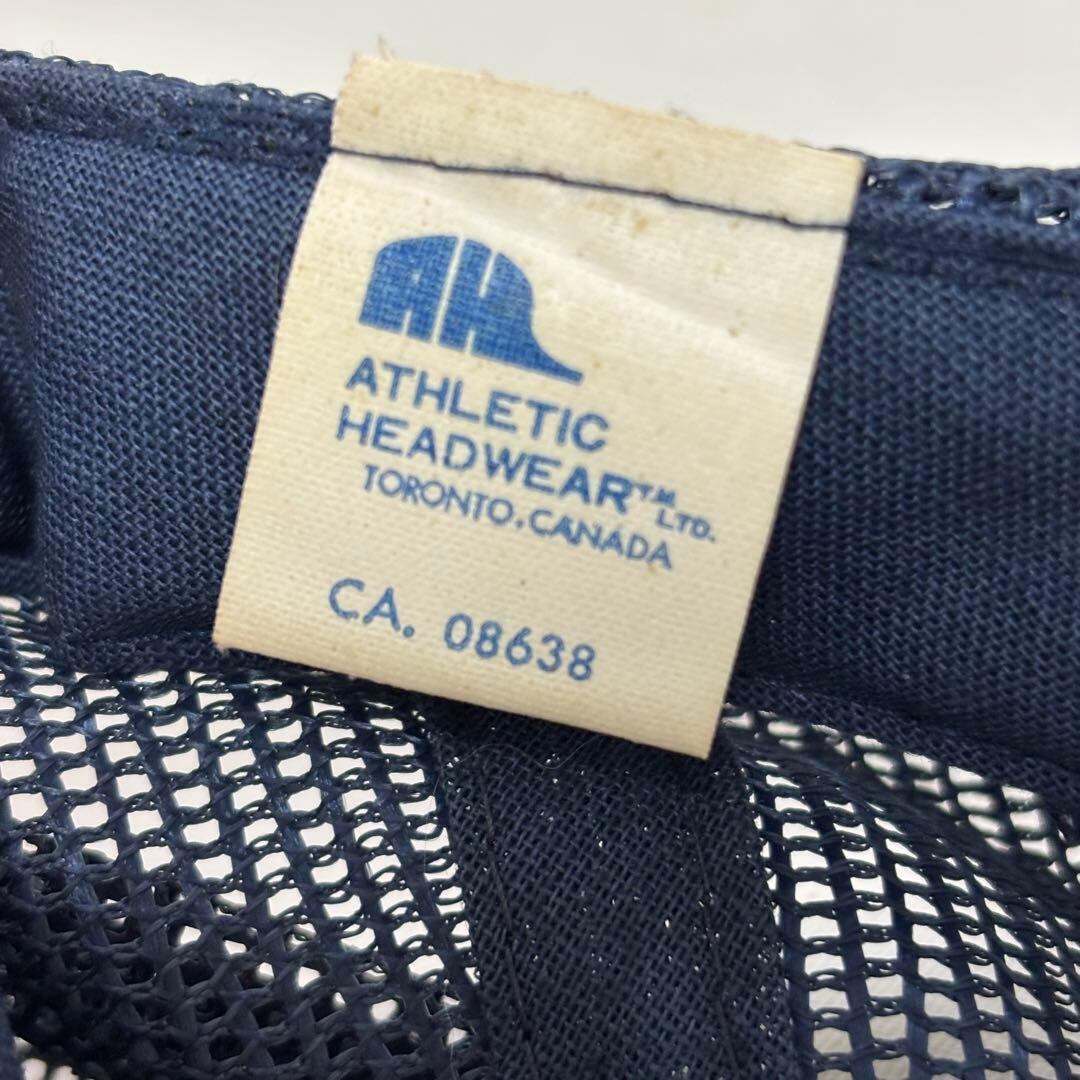 AH
ATHLETIC
HEADWEAR™ LTD.
TORONTO, CANADA
CA. 08638